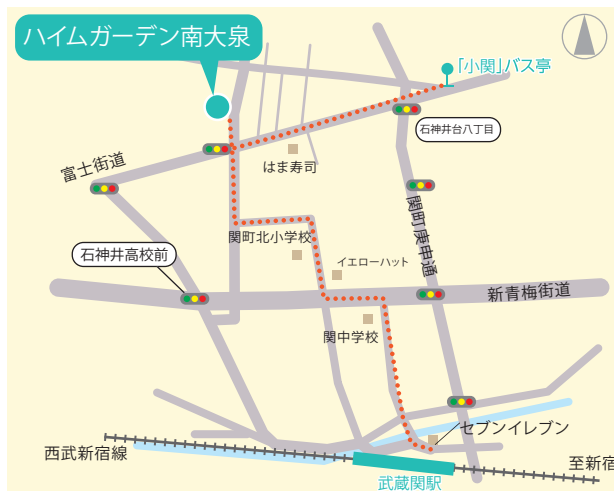 ハイムガーデン南大泉
「小関」バス亭
石神井台八丁目
富士街道
はま寿司
関町庚申通
関町北小学校
石神井高校前
イエローハット
新青梅街道
関中学校
セブンイレブン
西武新宿線
至新宿
武蔵関駅